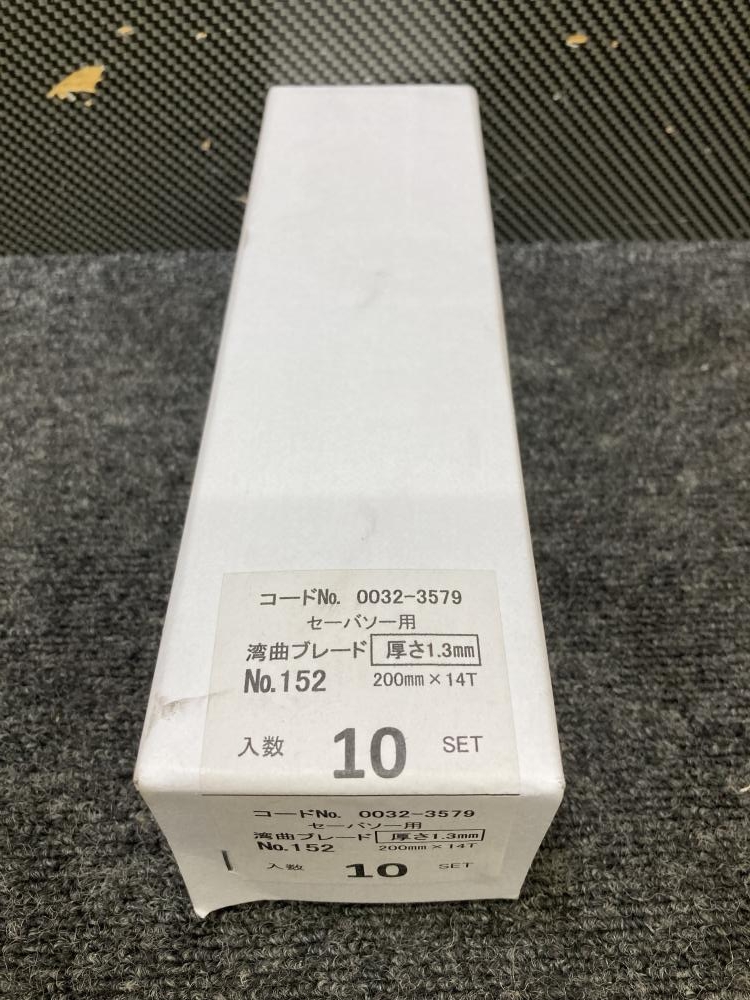 コードNo. 0032-3579
セーバソー用
湾曲ブレード 厚さ1.3mm
No.152 200mm×14T
入数 10 SET
コードNo. 0032-3579
セーバソー用
湾曲ブレード 厚さ1.3mm
No.152 200mm×14T
入数 10 SET